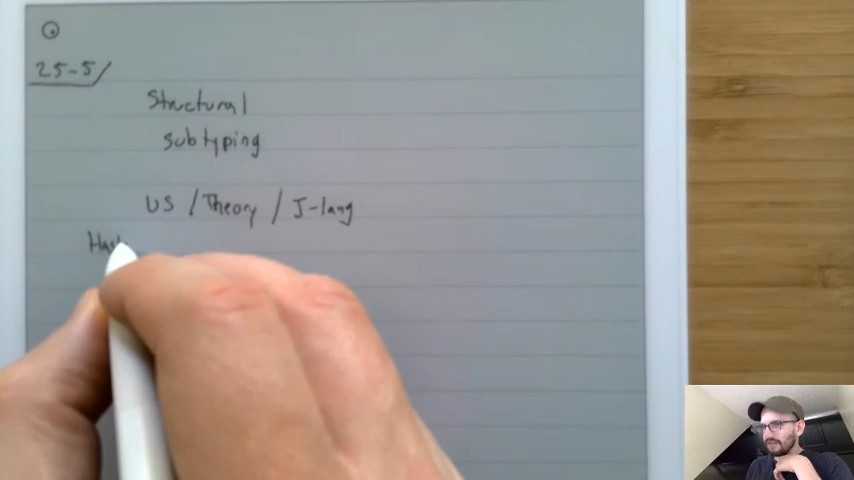 25-5/
Structural
subtyping
US / Theory / J-lang